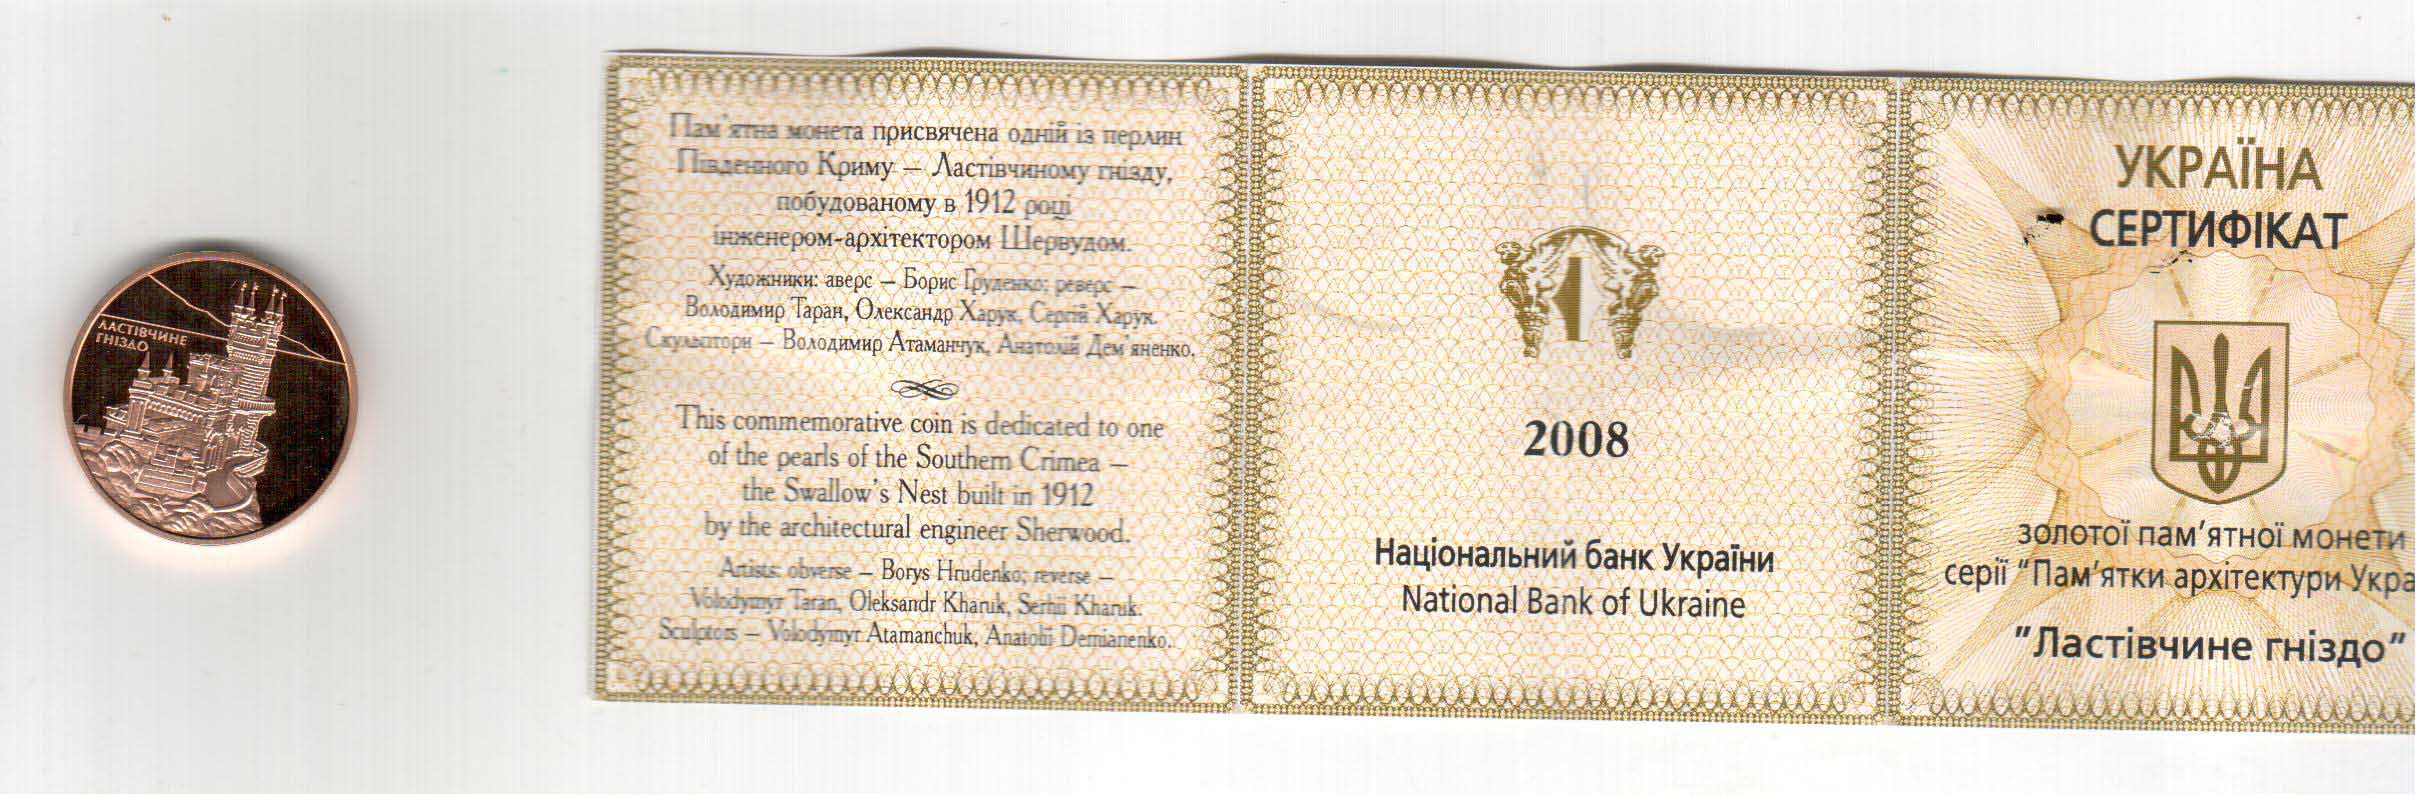 ЛАСТІВЧИНЕ
ГНІЗДО
Пам'ятна монета присвячена одній із перлин
Південного Криму – Ластівчиному гнізду,
побудованому в 1912 році
інженером-архітектором Шервудом.
Художники: аверс – Борис Груденко; реверс –
Володимир Таран, Олександр Харук, Сергій Харук.
Скульптори – Володимир Атаманчук, Анатолій Дем'яненко.
This commemorative coin is dedicated to one
of the pearls of the Southern Crimea –
the Swallow's Nest built in 1912
by the architectural engineer Sherwood.
Artists: obverse – Borys Hrudenko; reverse –
Volodymyr Taran, Oleksandr Kharuk, Serhii Kharuk.
Sculptors – Volodymyr Atamanchuk, Anatolii Demianenko.
2008
Національний банк України
National Bank of Ukraine
УКРАЇНА
СЕРТИФІКАТ
золотої пам'ятної монети
серії "Пам'ятки архітектури Укра
"Ластівчине гніздо"